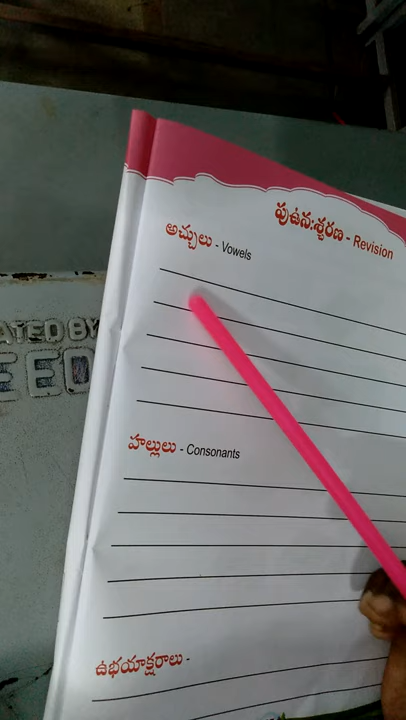 పునఃశ్చరణ - Revision
అచ్చులు - Vowels
హల్లులు - Consonants
ఉభయాక్షరాలు -